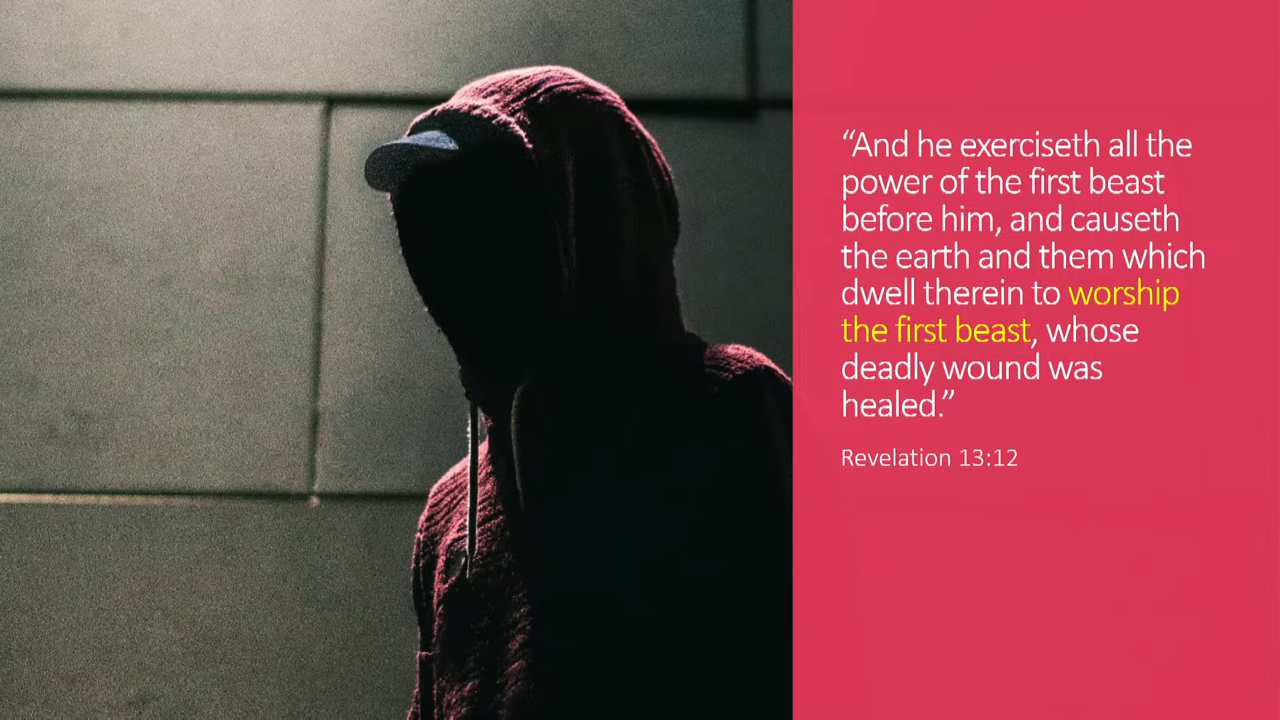 “And he exerciseth all the
power of the first beast
before him, and causeth
the earth and them which
dwell therein to worship
the first beast, whose
deadly wound was
healed.”
Revelation 13:12